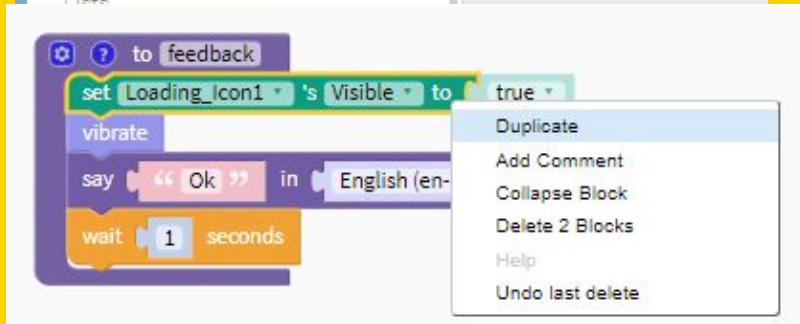 to feedback
set Loading_Icon1 's Visible to true
vibrate
say “ Ok ” in English (en-
wait 1 seconds
Duplicate
Add Comment
Collapse Block
Delete 2 Blocks
Help
Undo last delete